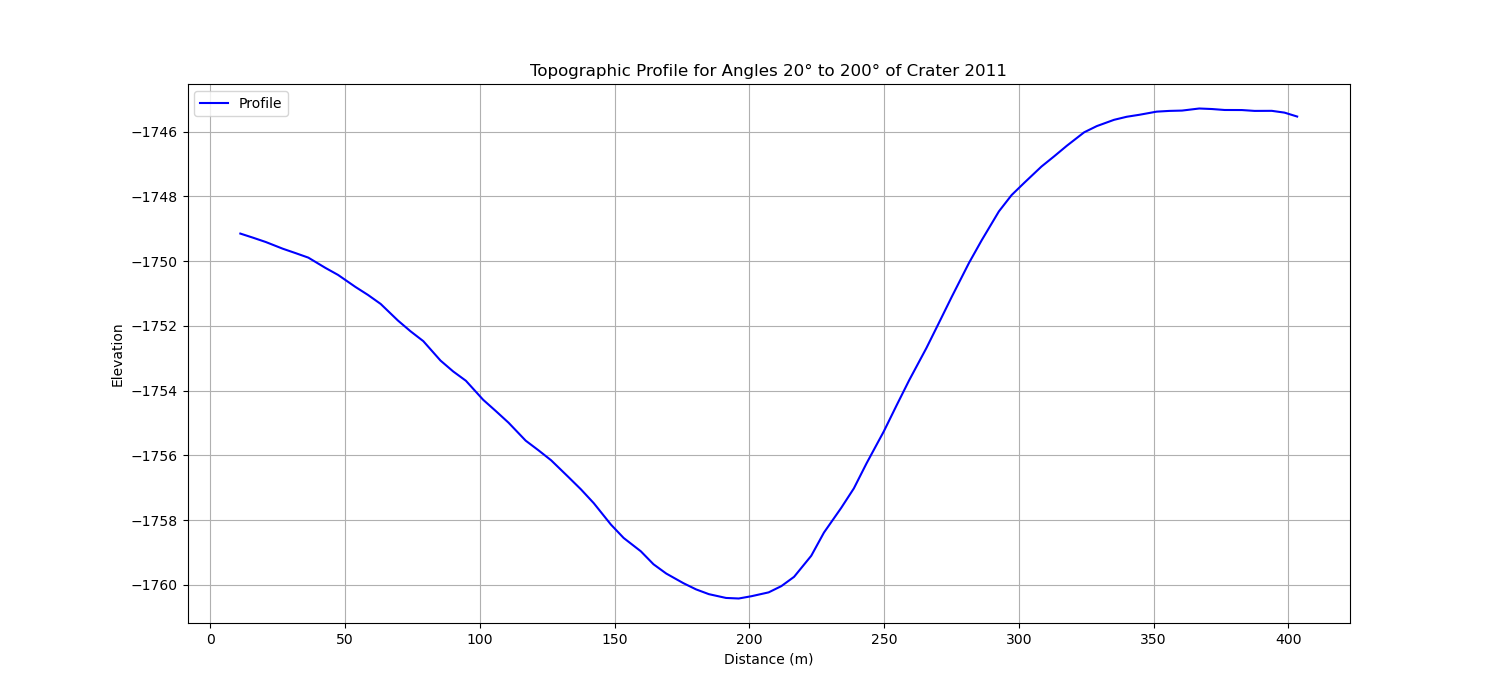 Topographic Profile for Angles 20° to 200° of Crater 2011
Profile
−1746
−1748
−1750
−1752
−1754
−1756
−1758
−1760
Elevation
0 50 100 150 200 250 300 350 400
Distance (m)